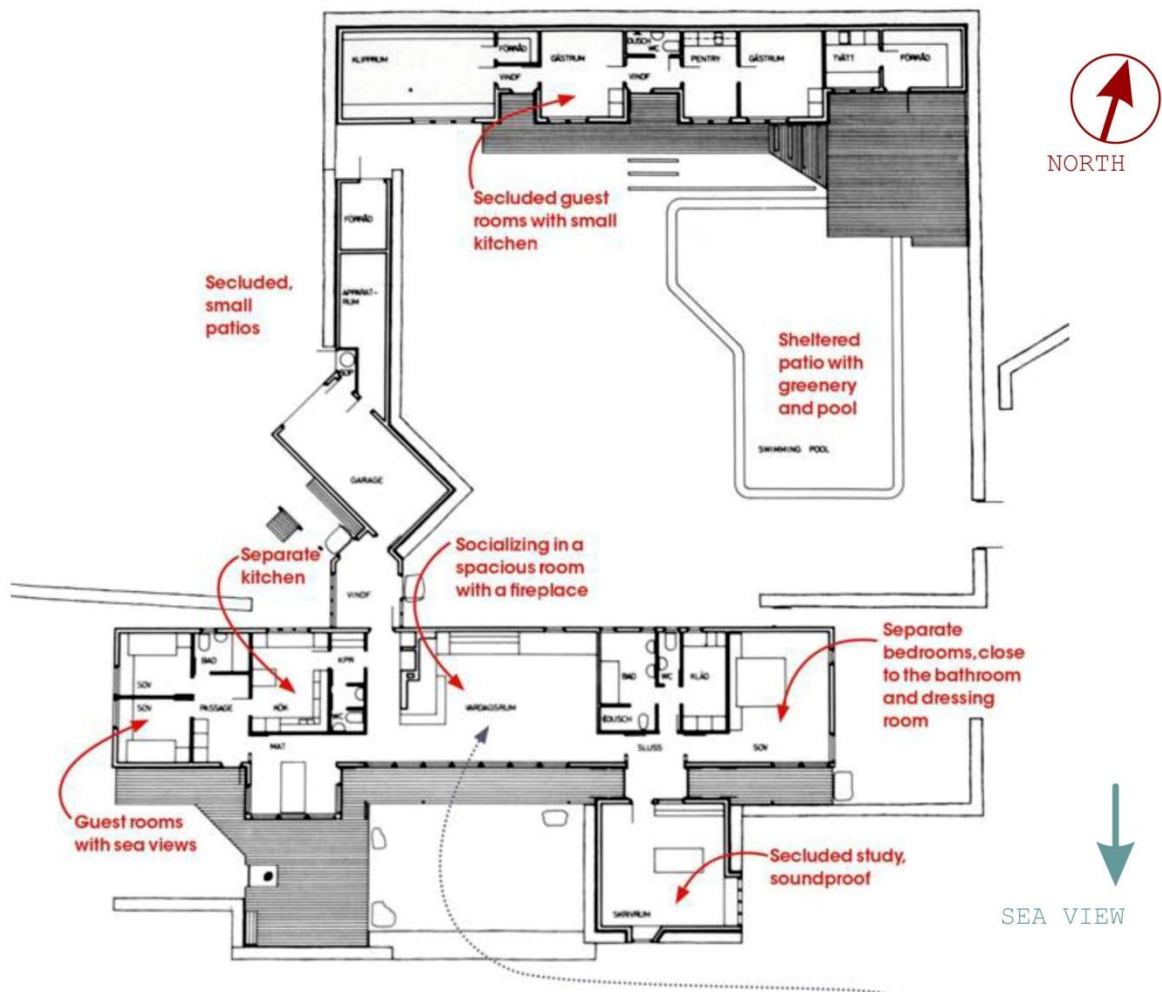 KLIPPRUM
FÖRRÅD
VINDF
GÄSTRUM
DUSCH
WC
VINDF
PENTRY
GÄSTRUM
TVÄTT
FÖRRÅD
NORTH
Secluded guest
rooms with small
kitchen
FÖRRÅD
APPARAT-
RUM
Secluded,
small
patios
Sheltered
patio with
greenery
and pool
SWIMMING POOL
GARAGE
Separate
kitchen
Socializing in a
spacious room
with a fireplace
VINDF
Separate
bedrooms, close
to the bathroom
and dressing
room
SOV
BAD
KÖK
KPR
WC
SOV
PASSAGE
MAT
VARDAGSRUM
BAD
WC
KLÄD
DUSCH
SLUSS
SOV
Guest rooms
with sea views
Secluded study,
soundproof
SKRIVRUM
SEA VIEW